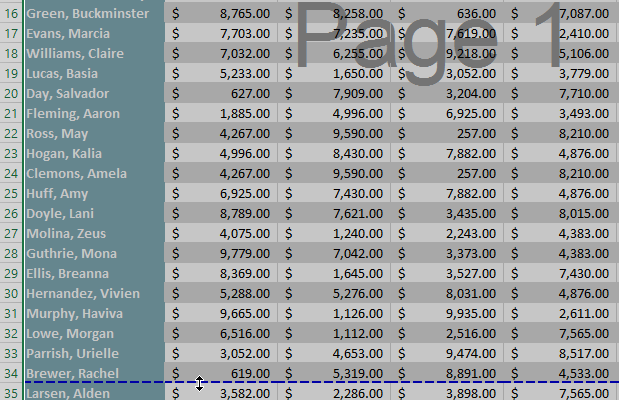 Page 1
16 Green, Buckminster $ 8,765.00 $ 8,258.00 $ 636.00 $ 7,087.00
17 Evans, Marcia $ 7,703.00 $ 7,235.00 $ 7,619.00 $ 2,410.00
18 Williams, Claire $ 7,032.00 $ 6,255.00 $ 9,218.00 $ 5,106.00
19 Lucas, Basia $ 5,233.00 $ 1,650.00 $ 3,052.00 $ 3,779.00
20 Day, Salvador $ 627.00 $ 7,909.00 $ 3,204.00 $ 7,710.00
21 Fleming, Aaron $ 1,885.00 $ 4,996.00 $ 6,925.00 $ 3,493.00
22 Ross, May $ 4,267.00 $ 9,590.00 $ 257.00 $ 8,210.00
23 Hogan, Kalia $ 4,996.00 $ 8,430.00 $ 7,882.00 $ 4,876.00
24 Clemons, Amela $ 4,267.00 $ 9,590.00 $ 257.00 $ 8,210.00
25 Huff, Amy $ 6,925.00 $ 7,430.00 $ 7,882.00 $ 4,876.00
26 Doyle, Lani $ 8,789.00 $ 7,621.00 $ 3,435.00 $ 8,015.00
27 Molina, Zeus $ 4,075.00 $ 1,240.00 $ 2,243.00 $ 4,383.00
28 Guthrie, Mona $ 9,779.00 $ 7,042.00 $ 3,373.00 $ 4,383.00
29 Ellis, Breanna $ 8,369.00 $ 1,645.00 $ 3,527.00 $ 7,430.00
30 Hernandez, Vivien $ 5,288.00 $ 5,276.00 $ 8,031.00 $ 4,876.00
31 Murphy, Haviva $ 9,665.00 $ 1,126.00 $ 9,935.00 $ 2,611.00
32 Lowe, Morgan $ 6,516.00 $ 1,112.00 $ 2,516.00 $ 7,565.00
33 Parrish, Urielle $ 3,052.00 $ 4,653.00 $ 9,474.00 $ 8,517.00
34 Brewer, Rachel $ 619.00 $ 5,319.00 $ 8,891.00 $ 4,533.00
35 Larsen, Alden $ 3,582.00 $ 2,286.00 $ 3,898.00 $ 7,565.00